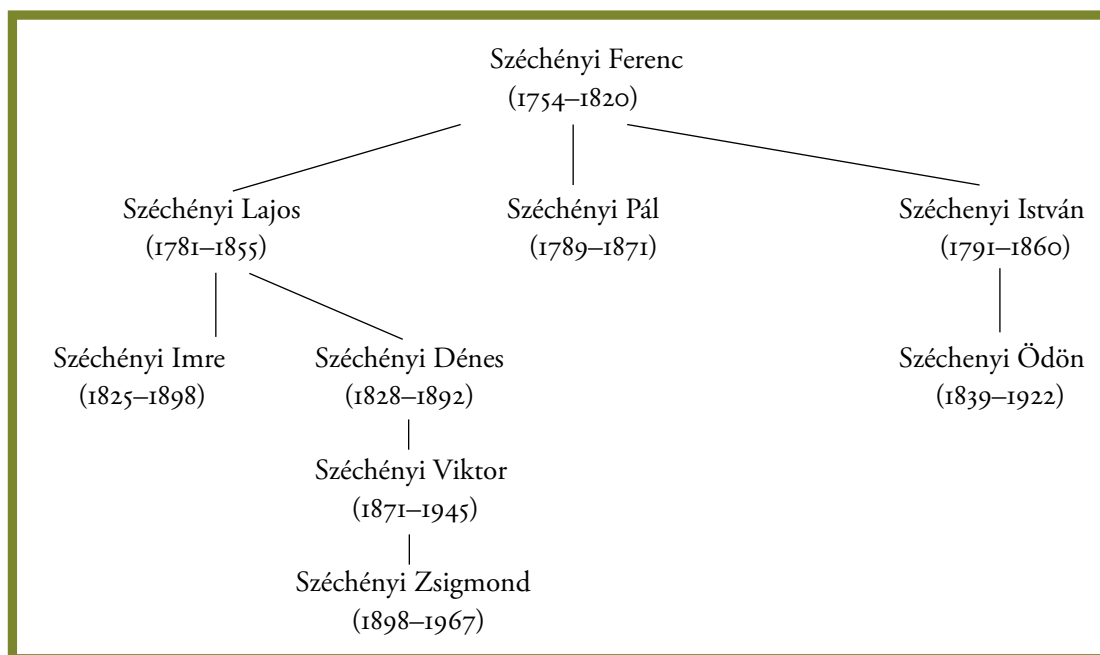 Széchényi Ferenc
(1754–1820)
Széchényi Lajos
(1781–1855)
Széchényi Pál
(1789–1871)
Széchenyi István
(1791–1860)
Széchényi Imre
(1825–1898)
Széchényi Dénes
(1828–1892)
Széchenyi Ödön
(1839–1922)
Széchényi Viktor
(1871–1945)
Széchényi Zsigmond
(1898–1967)